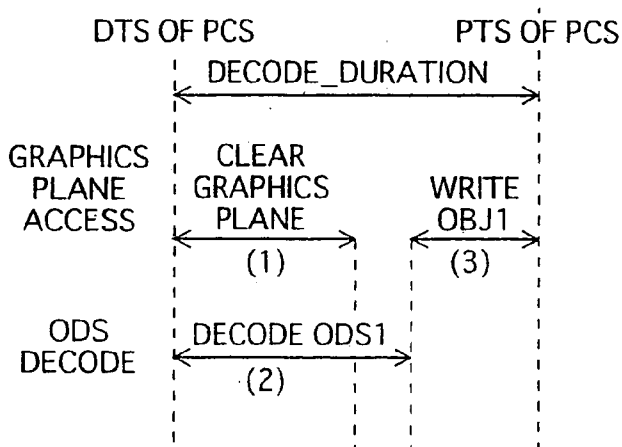 DTS OF PCS
PTS OF PCS
DECODE_DURATION
GRAPHICS
PLANE
ACCESS
CLEAR
GRAPHICS
PLANE
(1)
WRITE
OBJ1
(3)
ODS
DECODE
DECODE ODS1
(2)